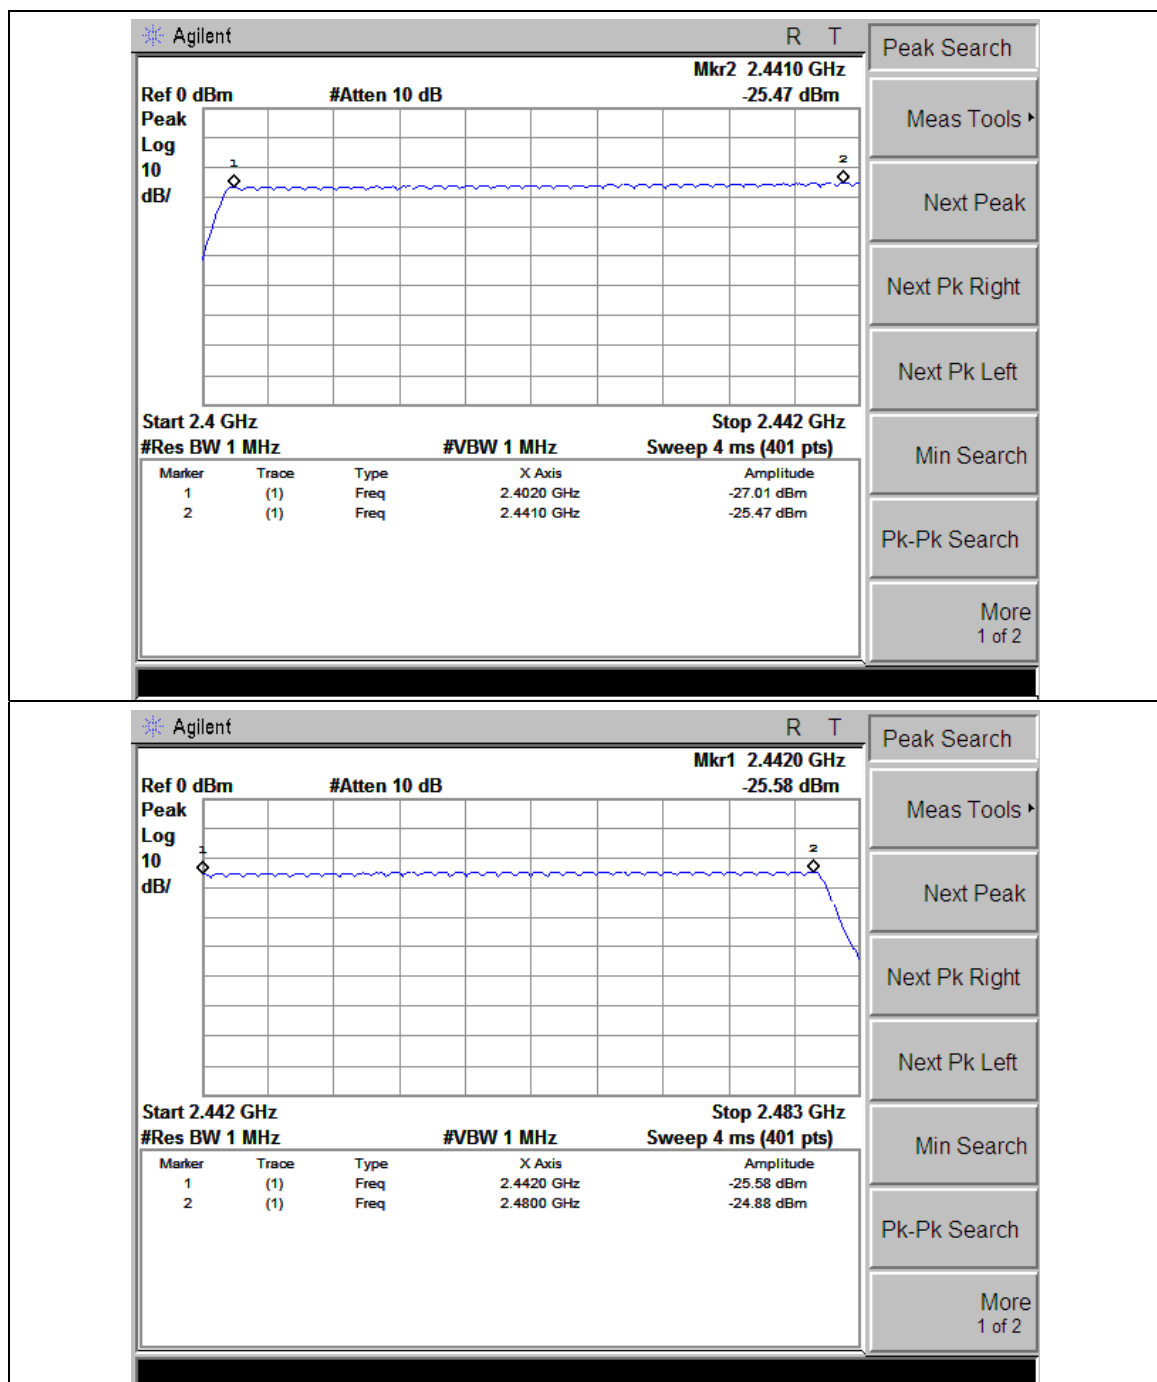 Agilent R T
Peak Search
Mkr2 2.4410 GHz
Ref 0 dBm #Atten 10 dB -25.47 dBm
Peak
Log
10
dB/
1
2
Meas Tools
Next Peak
Next Pk Right
Next Pk Left
Start 2.4 GHz Stop 2.442 GHz
#Res BW 1 MHz #VBW 1 MHz Sweep 4 ms (401 pts)
Min Search
Marker Trace Type X Axis Amplitude
1 (1) Freq 2.4020 GHz -27.01 dBm
2 (1) Freq 2.4410 GHz -25.47 dBm
Pk-Pk Search
More
1 of 2
Agilent R T
Peak Search
Mkr1 2.4420 GHz
Ref 0 dBm #Atten 10 dB -25.58 dBm
Peak
Log
10
dB/
1
2
Meas Tools
Next Peak
Next Pk Right
Next Pk Left
Start 2.442 GHz Stop 2.483 GHz
#Res BW 1 MHz #VBW 1 MHz Sweep 4 ms (401 pts)
Min Search
Marker Trace Type X Axis Amplitude
1 (1) Freq 2.4420 GHz -25.58 dBm
2 (1) Freq 2.4800 GHz -24.88 dBm
Pk-Pk Search
More
1 of 2